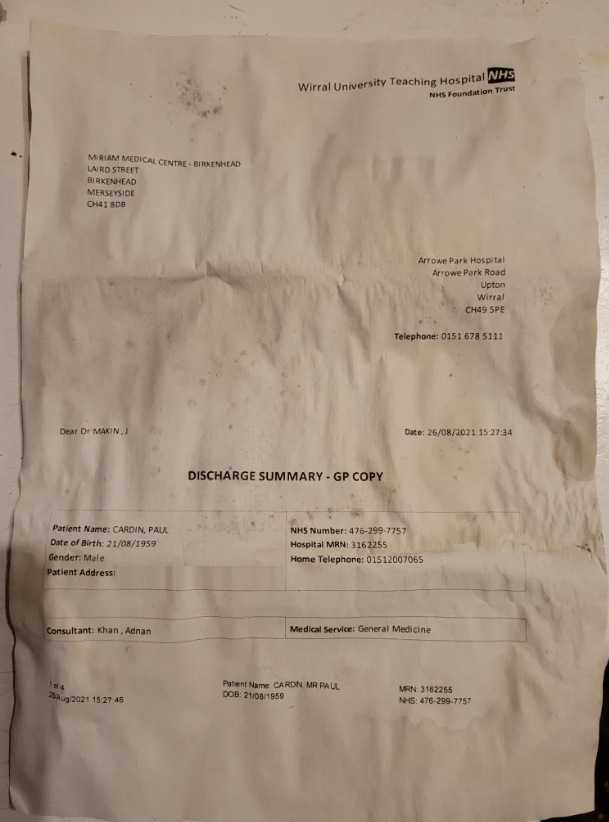 Wirral University Teaching Hospital NHS
NHS Foundation Trust
MIRIAM MEDICAL CENTRE - BIRKENHEAD
LAIRD STREET
BIRKENHEAD
MERSEYSIDE
CH41 8DB
Arrowe Park Hospital
Arrowe Park Road
Upton
Wirral
CH49 5PE
Telephone: 0151 678 5111
Dear Dr MAKIN , J
Date: 26/08/2021 15:27:34
DISCHARGE SUMMARY - GP COPY
Patient Name: CARDIN, PAUL
Date of Birth: 21/08/1959
Gender: Male
Patient Address:
NHS Number: 476-299-7757
Hospital MRN: 3162255
Home Telephone: 01512007065
Consultant: Khan , Adnan
Medical Service: General Medicine
1 of 4
26/Aug/2021 15:27:46
Patient Name: CARDIN, MR PAUL
DOB: 21/08/1959
MRN: 3162255
NHS: 476-299-7757